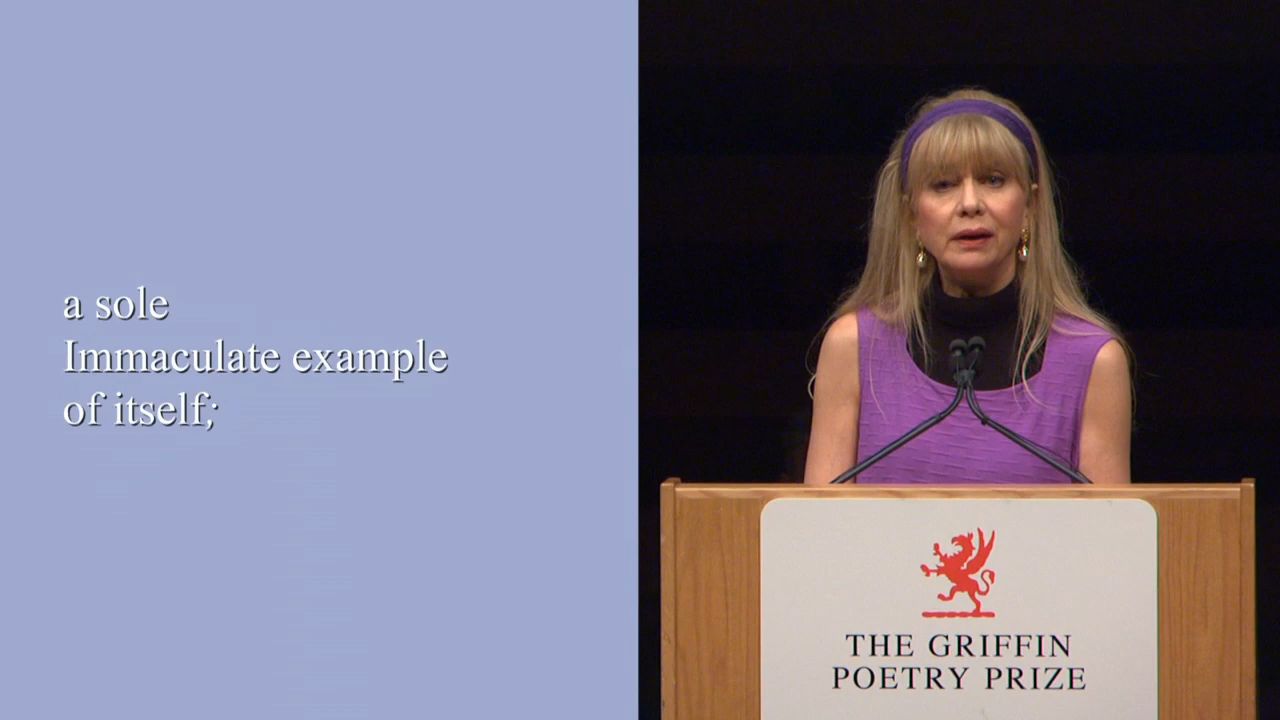 a sole
Immaculate example
of itself;
THE GRIFFIN
POETRY PRIZE